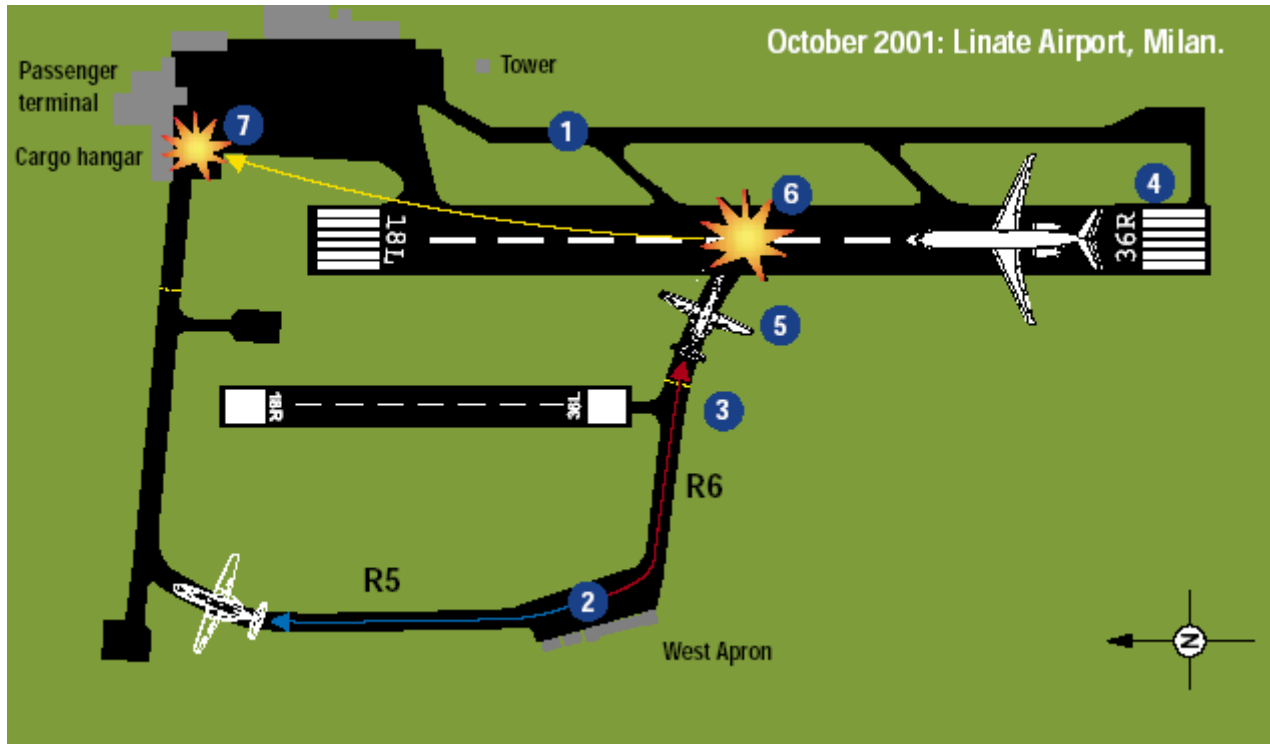 October 2001: Linate Airport, Milan.
Passenger
terminal
Tower
Cargo hangar
7
1
4
6
18L
36R
5
3
18R
R6
R5
2
West Apron
N